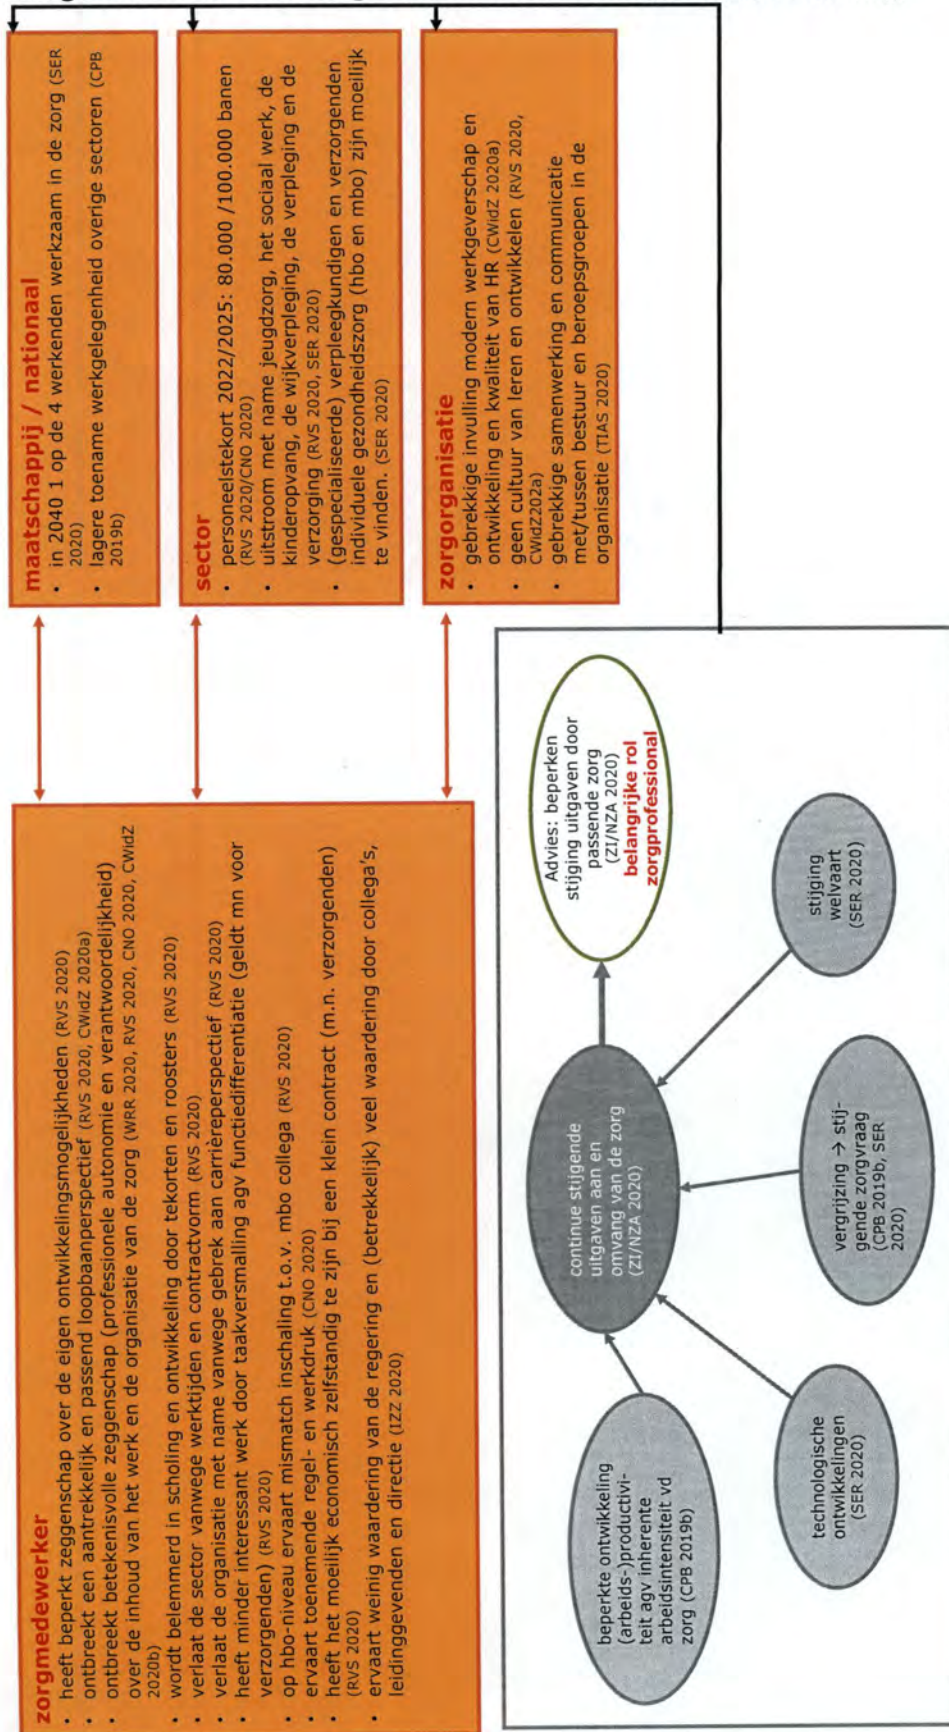 zorgmedewerker
• heeft beperkt zeggenschap over de eigen ontwikkelingsmogelijkheden (RVS 2020)
• ontbreekt een aantrekkelijk en passend loopbaanperspectief (RVS 2020, CWidZ 2020a)
• ontbreekt betekenisvolle zeggenschap (professionele autonomie en verantwoordelijkheid)
over de inhoud van het werk en de organisatie van de zorg (WRR 2020, RVS 2020, CNO 2020, CWidZ
2020b)
• wordt belemmerd in scholing en ontwikkeling door tekorten en roosters (RVS 2020)
• verlaat de sector vanwege werktijden en contractvorm (RVS 2020)
• verlaat de organisatie met name vanwege gebrek aan carrièreperspectief (RVS 2020)
• heeft minder interessant werk door taakversmalling agv functiedifferentiatie (geldt mn voor
verzorgenden) (RVS 2020)
• op hbo-niveau ervaart mismatch inschaling t.o.v. mbo collega (RVS 2020)
• ervaart toenemende regel- en werkdruk (CNO 2020)
• heeft het moeilijk economisch zelfstandig te zijn bij een klein contract (m.n. verzorgenden)
(RVS 2020)
• ervaart weinig waardering van de regering en (betrekkelijk) veel waardering door collega's,
leidinggevenden en directie (IZZ 2020)
maatschappij / nationaal
• in 2040 1 op de 4 werkenden werkzaam in de zorg (SER
2020)
• lagere toename werkgelegenheid overige sectoren (CPB
2019b)
sector
• personeelstekort 2022/2025: 80.000 /100.000 banen
(RVS 2020/CNO 2020)
• uitstroom met name jeugdzorg, het sociaal werk, de
kinderopvang, de wijkverpleging, de verpleging en de
verzorging (RVS 2020, SER 2020)
• (gespecialiseerde) verpleegkundigen en verzorgenden
individuele gezondheidszorg (hbo en mbo) zijn moeilijk
te vinden. (SER 2020)
zorgorganisatie
• gebrekkige invulling modern werkgeverschap en
ontwikkeling en kwaliteit van HR (CWidZ 2020a)
• geen cultuur van leren en ontwikkelen (RVS 2020,
CWidZ202a)
• gebrekkige samenwerking en communicatie
met/tussen bestuur en beroepsgroepen in de
organisatie (TIAS 2020)
Advies: beperken
stijging uitgaven door
passende zorg
(ZI/NZA 2020)
belangrijke rol
zorgprofessional
continue stijgende
uitgaven aan en
omvang van de zorg
(ZI/NZA 2020)
beperkte ontwikkeling
(arbeids-)productivi-
teit agv inherente
arbeidsintensiteit vd
zorg (CPB 2019b)
technologische
ontwikkelingen
(SER 2020)
vergrijzing → stij-
gende zorgvraag
(CPB 2019b, SER
2020)
stijging
welvaart
(SER 2020)